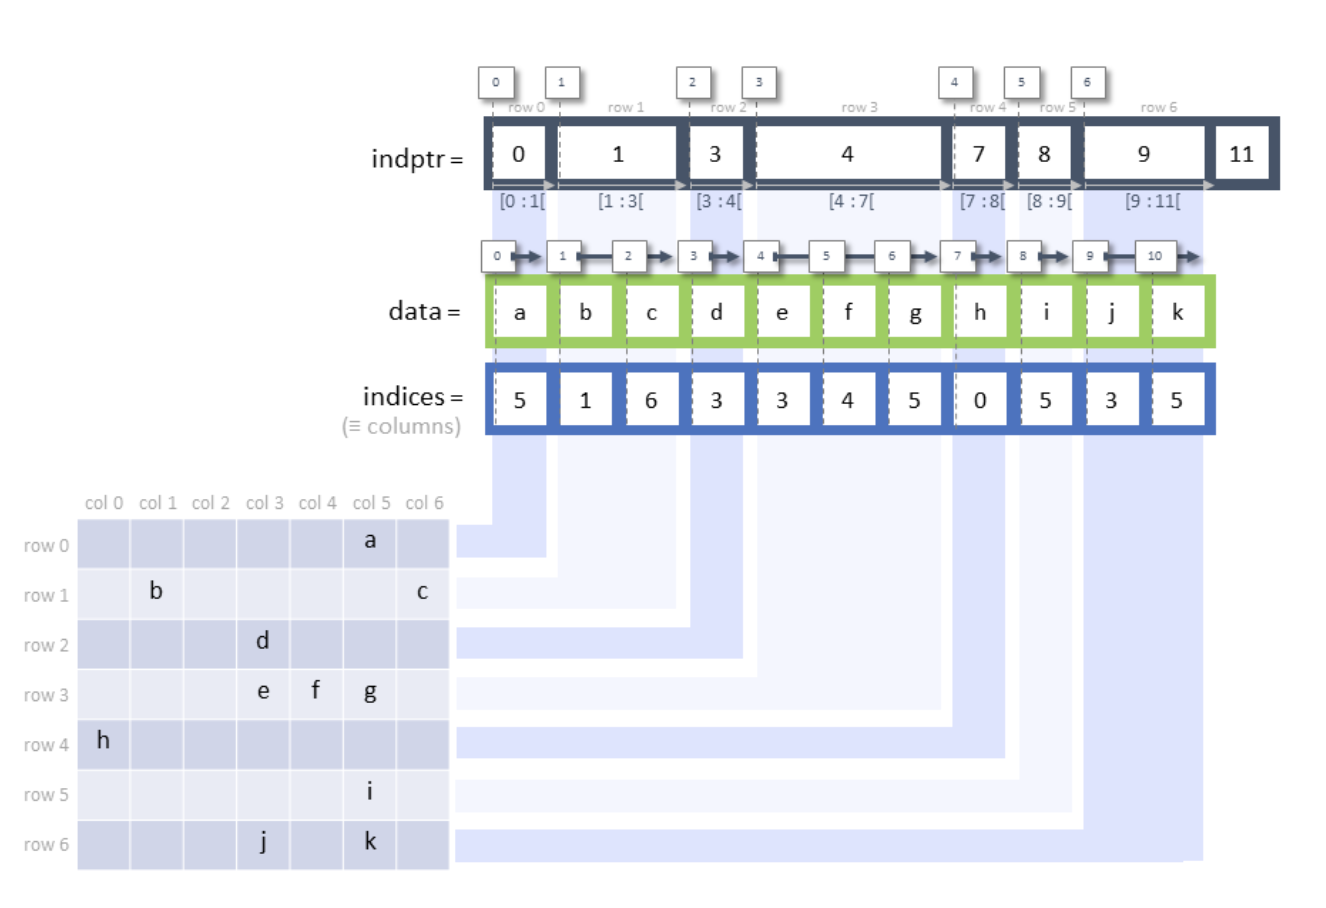 0 1 2 3 4 5 6
row 0 row 1 row 2 row 3 row 4 row 5 row 6
indptr = 0 1 3 4 7 8 9 11
[0 : 1[ [1 : 3[ [3 : 4[ [4 : 7[ [7 : 8[ [8 : 9[ [9 : 11[
0 1 2 3 4 5 6 7 8 9 10
data = a b c d e f g h i j k
indices = 5 1 6 3 3 4 5 0 5 3 5
(≡ columns)
col 0 col 1 col 2 col 3 col 4 col 5 col 6
row 0 a
row 1 b c
row 2 d
row 3 e f g
row 4 h
row 5 i
row 6 j k